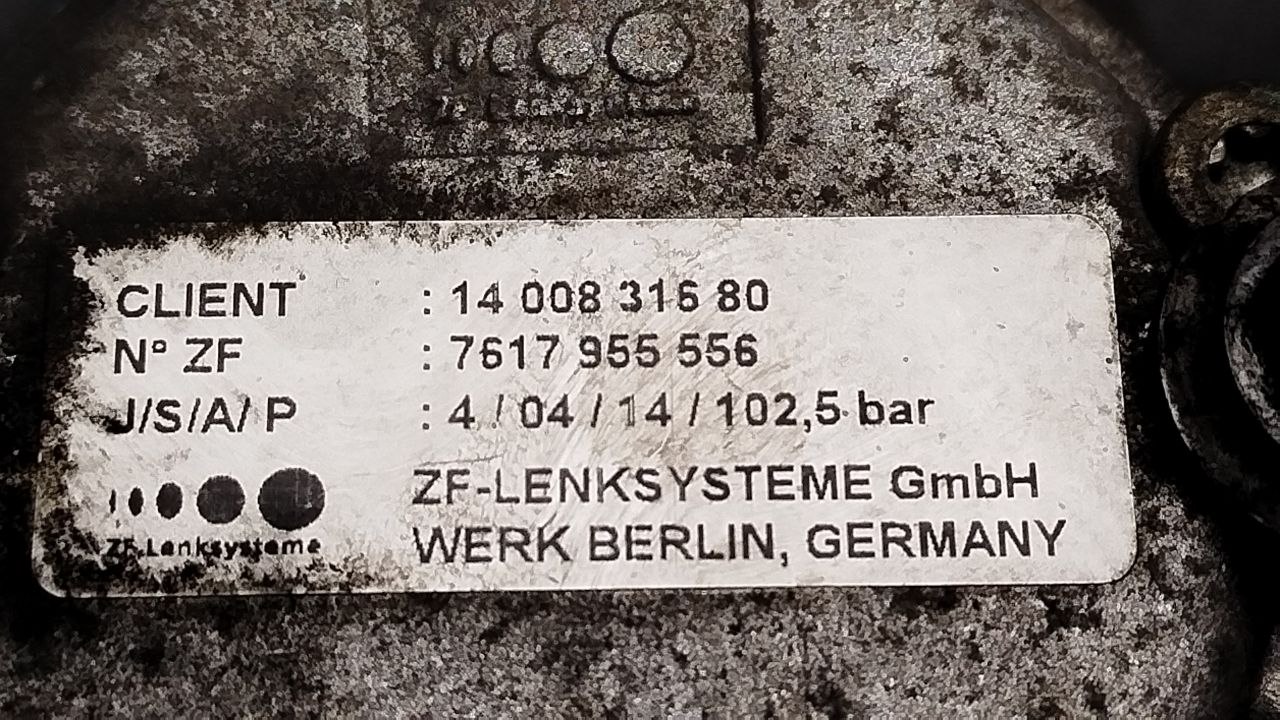 CLIENT : 14 008 316 80
N° ZF : 7617 955 556
J/S/A/ P : 4 / 04 / 14 / 102,5 bar
ZF-LENKSYSTEME GmbH
WERK BERLIN, GERMANY
ZF-Lenksysteme